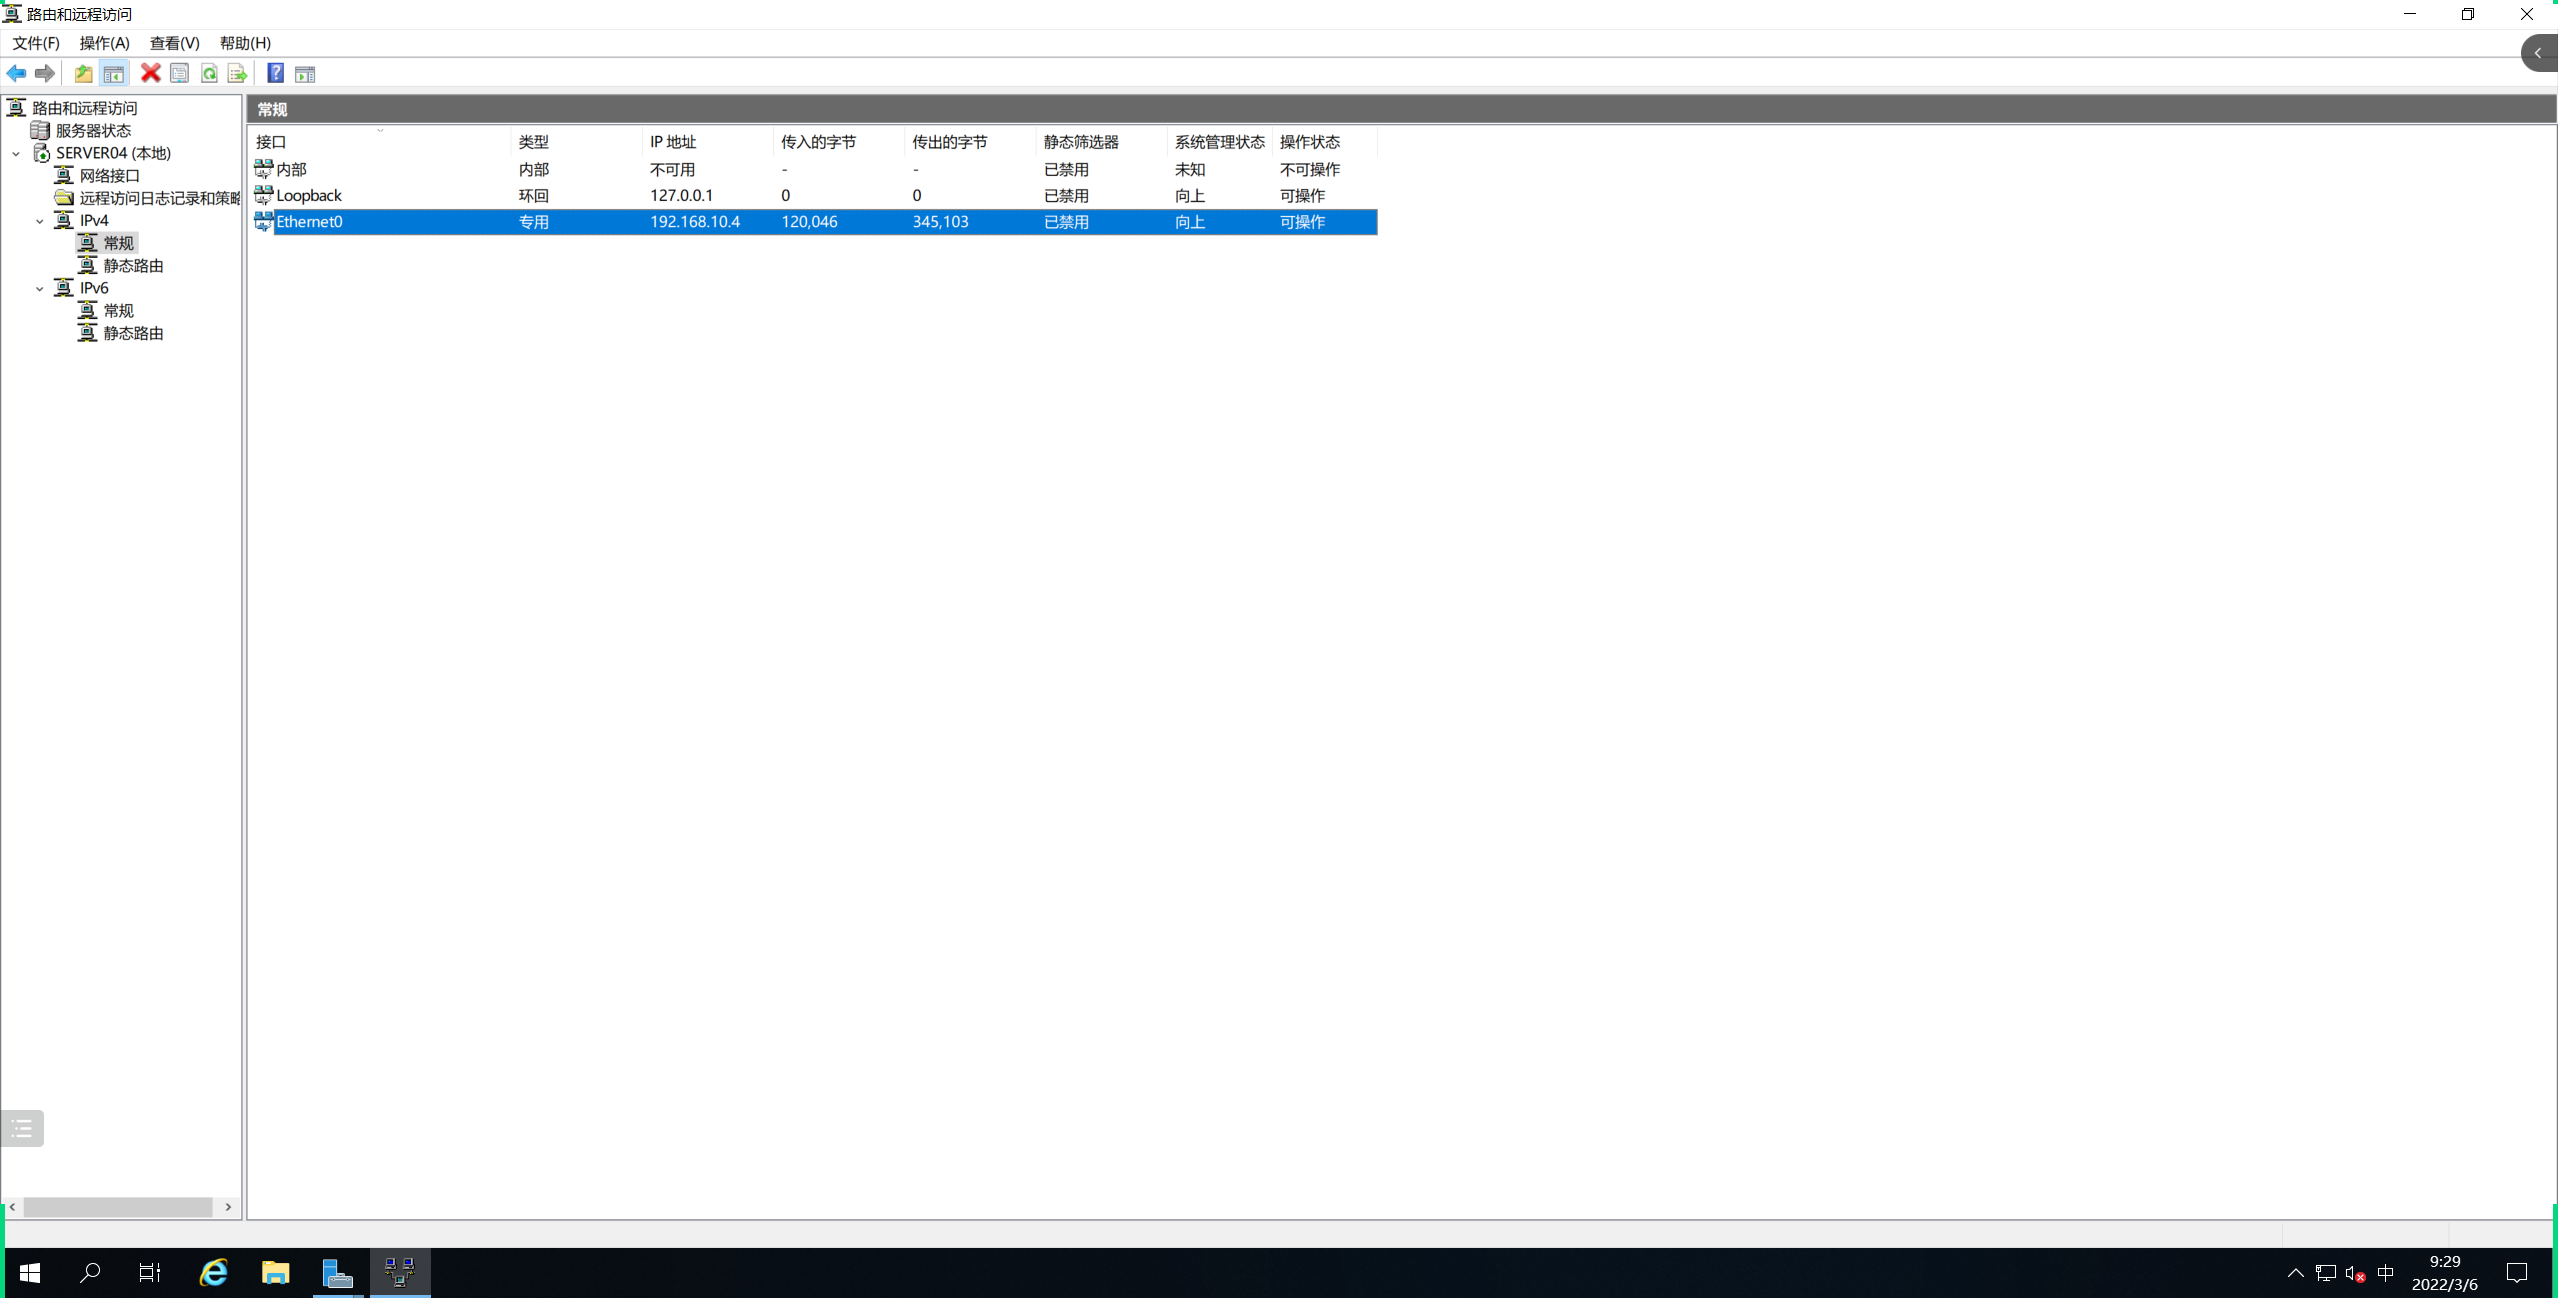 路由和远程访问
文件(F) 操作(A) 查看(V) 帮助(H)
路由和远程访问
服务器状态
SERVER04 (本地)
网络接口
远程访问日志记录和策略
IPv4
常规
静态路由
IPv6
常规
静态路由
常规
接口 类型 IP 地址 传入的字节 传出的字节 静态筛选器 系统管理状态 操作状态
内部 内部 不可用 - - 已禁用 未知 不可操作
Loopback 环回 127.0.0.1 0 0 已禁用 向上 可操作
Ethernet0 专用 192.168.10.4 120,046 345,103 已禁用 向上 可操作
中
9:29
2022/3/6